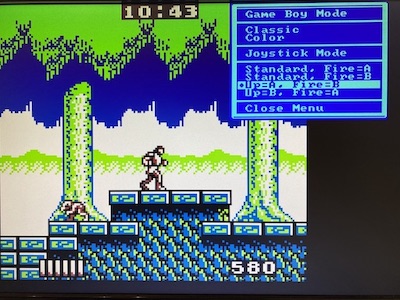 10:43
Game Boy Mode
Classic
Color
Joystick Mode
Standard, Fire=A
Standard, Fire=B
Up=A, Fire=B
Up=B, Fire=A
Close Menu
580